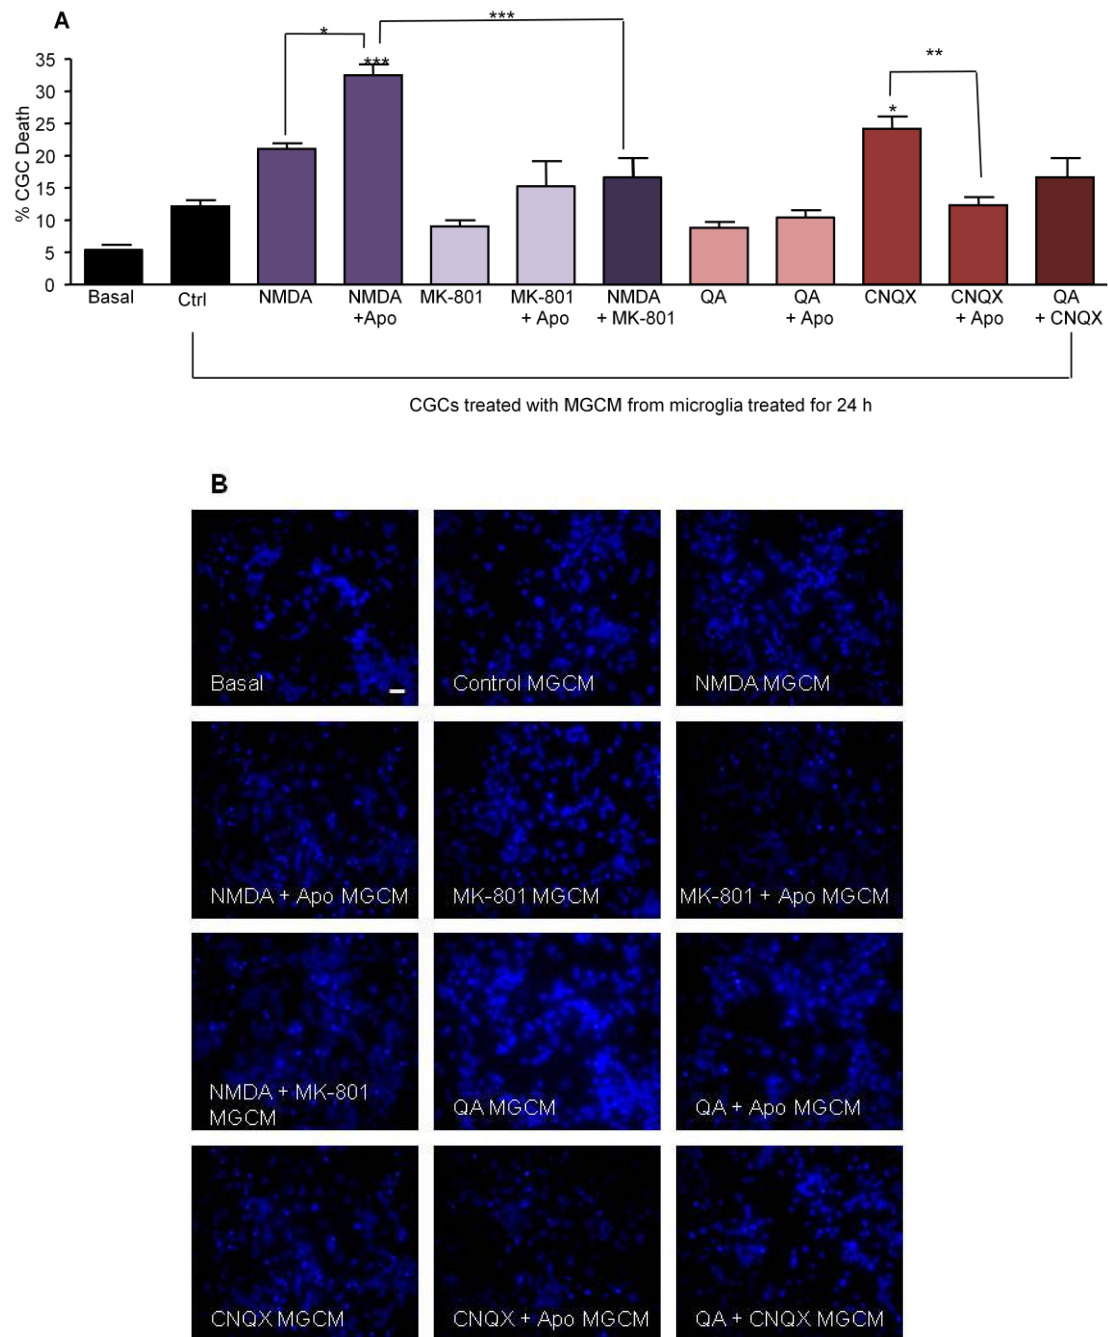 A
***
*
**
35
30
25
20
15
10
5
0
% CGC Death
***
*
Basal
Ctrl
NMDA
NMDA
+Apo
MK-801
MK-801
+ Apo
NMDA
+ MK-801
QA
QA
+ Apo
CNQX
CNQX
+ Apo
QA
+ CNQX
CGCs treated with MGCM from microglia treated for 24 h
B
Basal
Control MGCM
NMDA MGCM
NMDA + Apo MGCM
MK-801 MGCM
MK-801 + Apo MGCM
NMDA + MK-801
MGCM
QA MGCM
QA + Apo MGCM
CNQX MGCM
CNQX + Apo MGCM
QA + CNQX MGCM